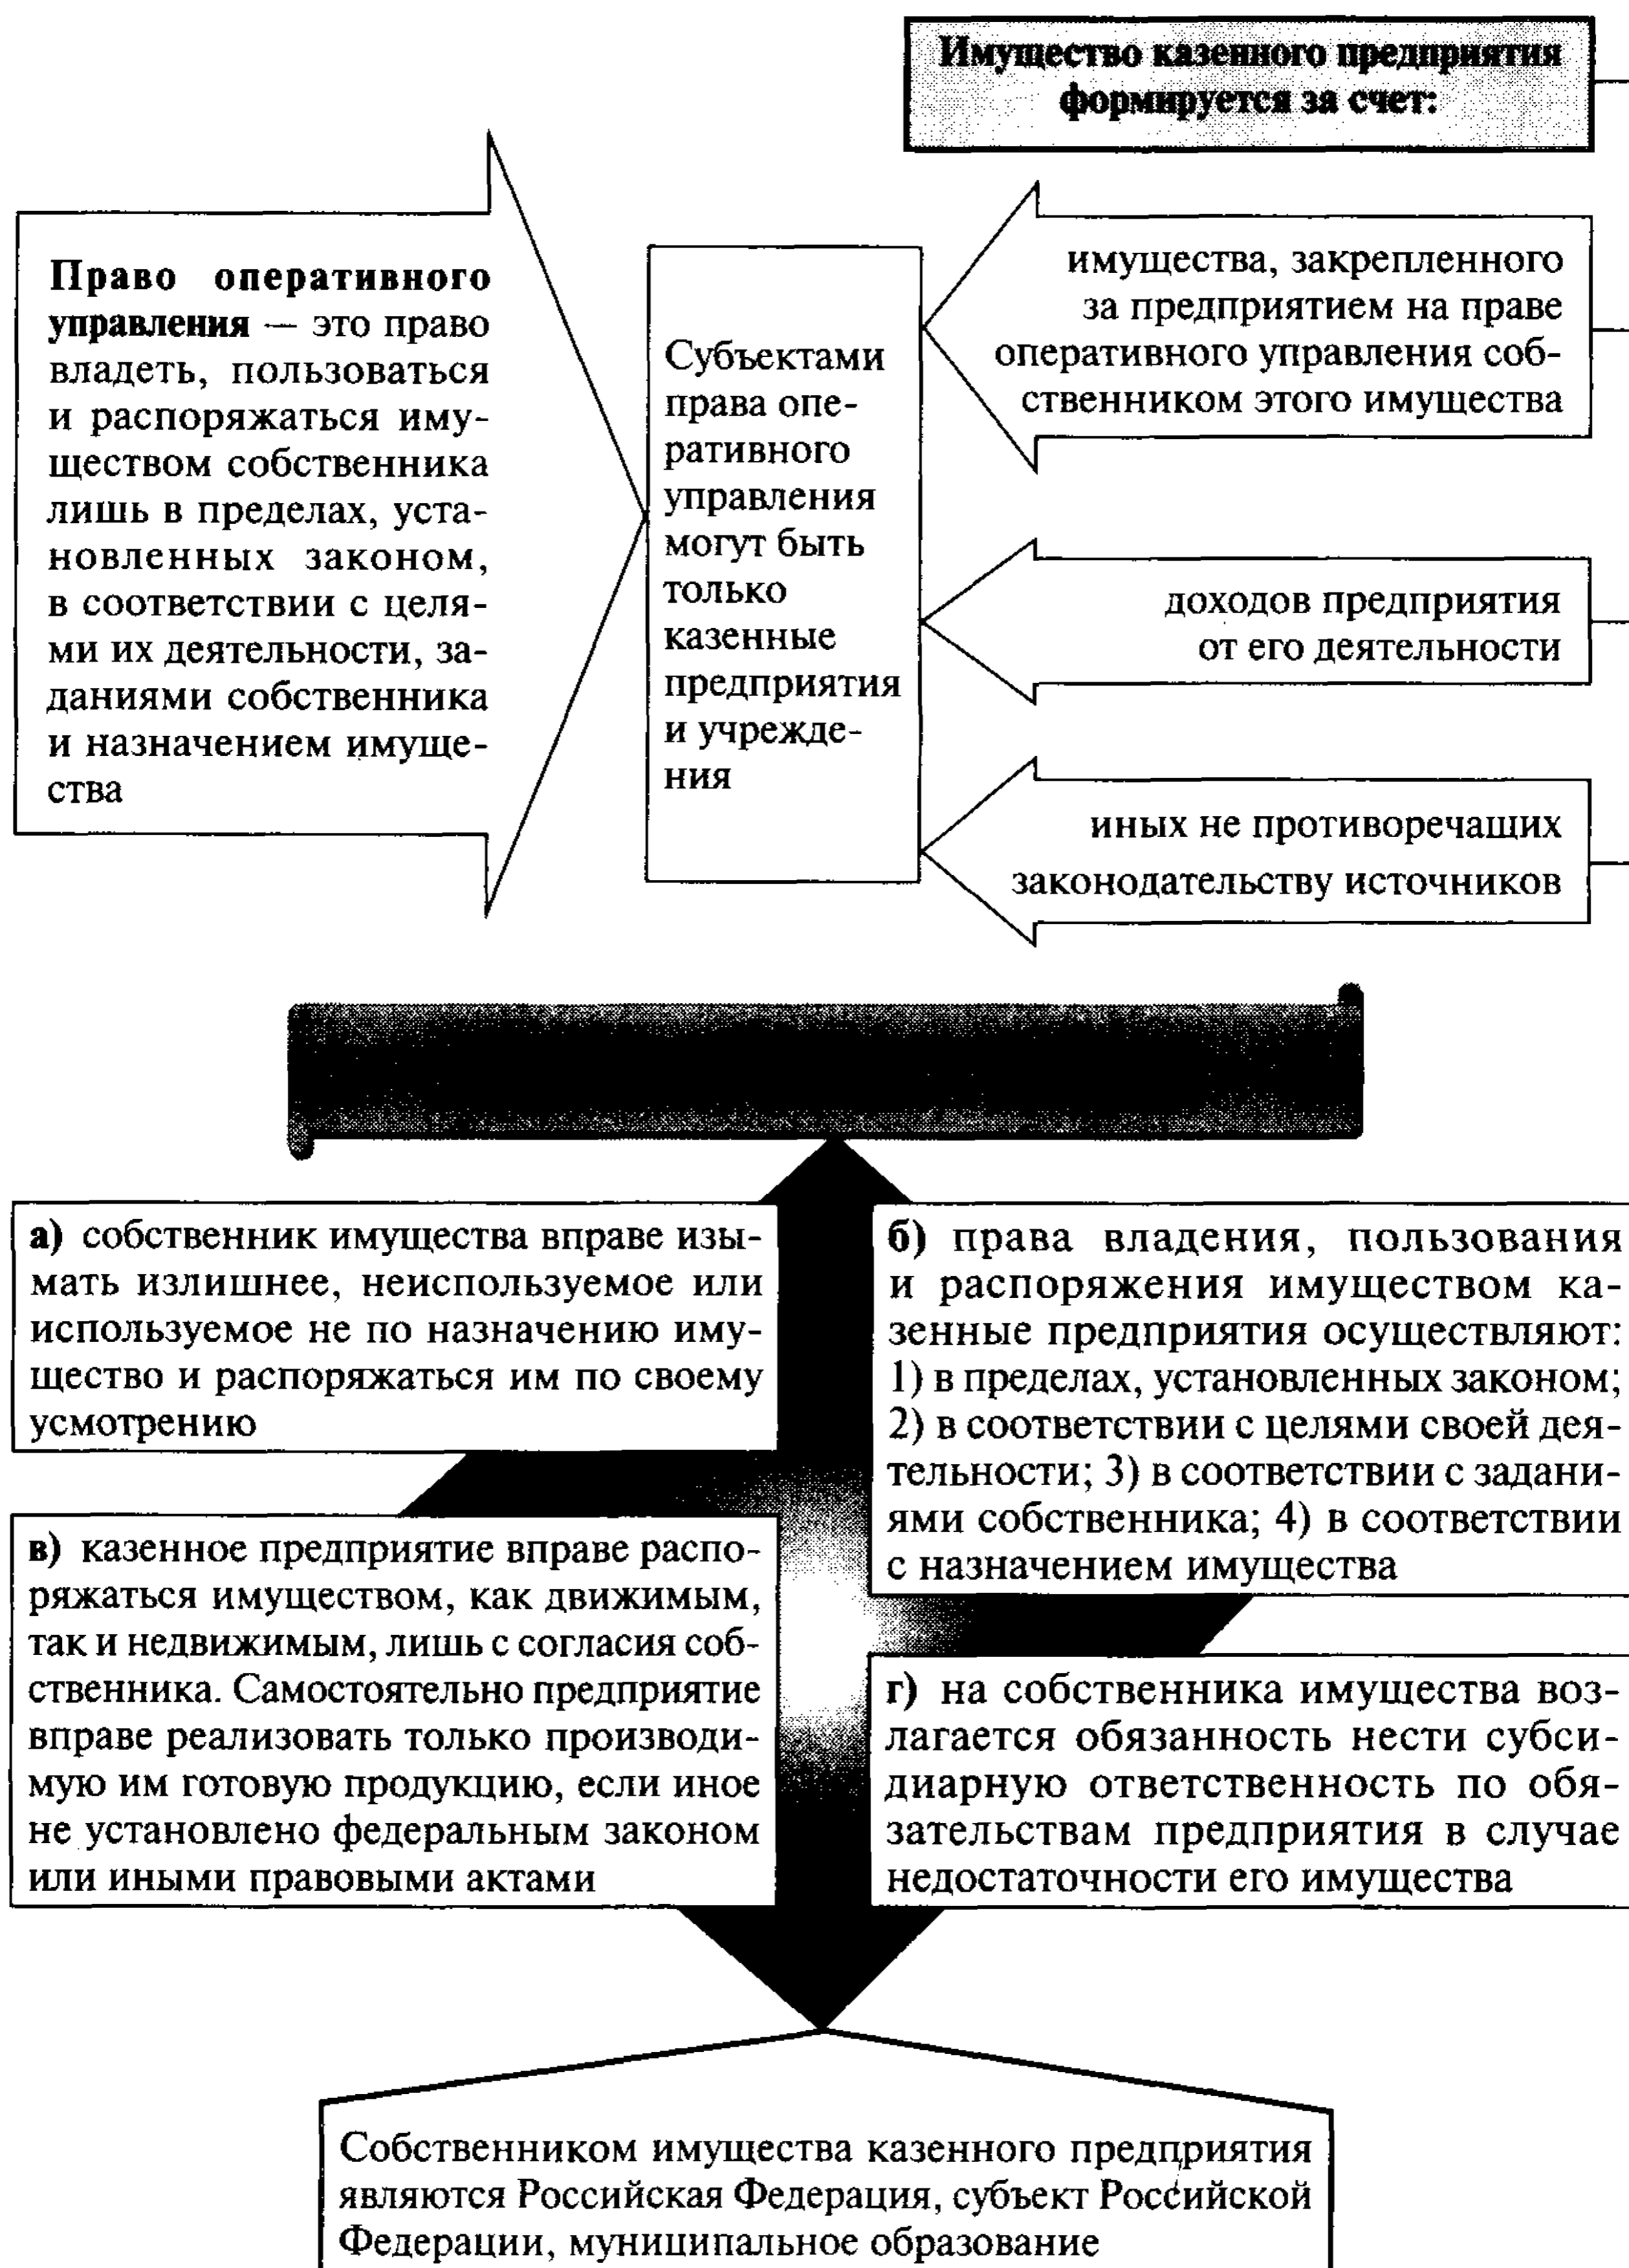 Имущество казенного предприятия
формируется за счет:
Право оперативного
управления — это право
владеть, пользоваться
и распоряжаться иму-
ществом собственника
лишь в пределах, уста-
новленных законом,
в соответствии с целя-
ми их деятельности, за-
даниями собственника
и назначением имуще-
ства
Субъектами
права опе-
ративного
управления
могут быть
только
казенные
предприятия
и учрежде-
ния
имущества, закрепленного
за предприятием на праве
оперативного управления соб-
ственником этого имущества
доходов предприятия
от его деятельности
иных не противоречащих
законодательству источников
а) собственник имущества вправе изы-
мать излишнее, неиспользуемое или
используемое не по назначению иму-
щество и распоряжаться им по своему
усмотрению
б) права владения, пользования
и распоряжения имуществом ка-
зенные предприятия осуществляют:
1) в пределах, установленных законом;
2) в соответствии с целями своей дея-
тельности; 3) в соответствии с задани-
ями собственника; 4) в соответствии
с назначением имущества
в) казенное предприятие вправе распо-
ряжаться имуществом, как движимым,
так и недвижимым, лишь с согласия соб-
ственника. Самостоятельно предприятие
вправе реализовать только производи-
мую им готовую продукцию, если иное
не установлено федеральным законом
или иными правовыми актами
г) на собственника имущества воз-
лагается обязанность нести субси-
диарную ответственность по обя-
зательствам предприятия в случае
недостаточности его имущества
Собственником имущества казенного предприятия
являются Российская Федерация, субъект Российской
Федерации, муниципальное образование